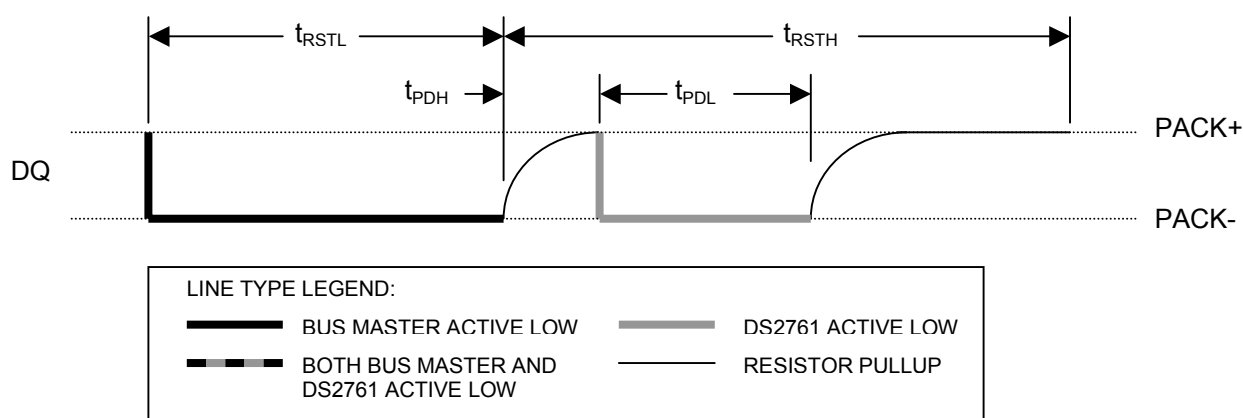 tRSTL
tRSTH
tPDH
tPDL
PACK+
DQ
PACK-
LINE TYPE LEGEND:
BUS MASTER ACTIVE LOW
DS2761 ACTIVE LOW
BOTH BUS MASTER AND
DS2761 ACTIVE LOW
RESISTOR PULLUP